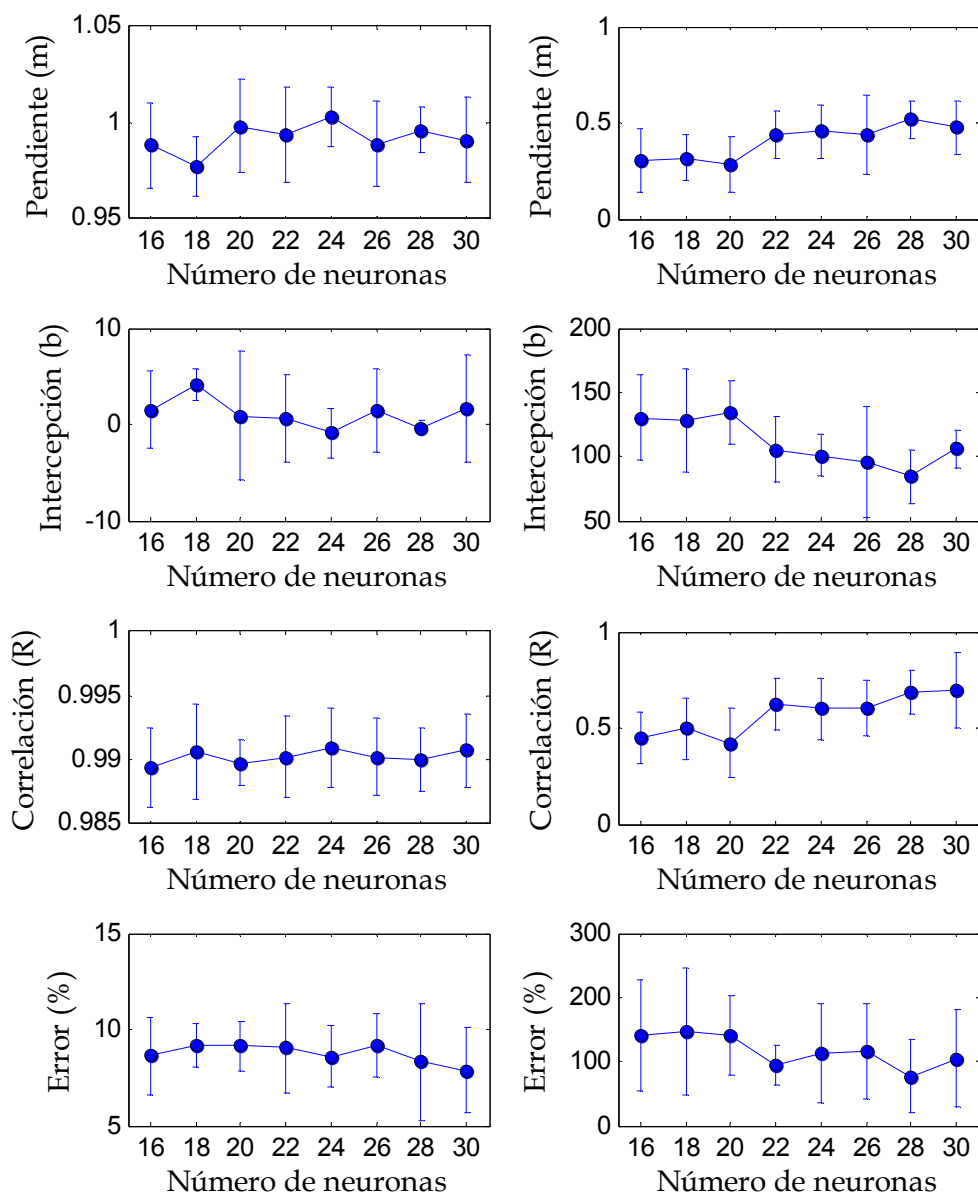 Pendiente (m)
1.05
1
0.95
16 18 20 22 24 26 28 30
Número de neuronas
Pendiente (m)
1
0.5
0
16 18 20 22 24 26 28 30
Número de neuronas
Intercepción (b)
10
0
-10
16 18 20 22 24 26 28 30
Número de neuronas
Intercepción (b)
200
150
100
50
16 18 20 22 24 26 28 30
Número de neuronas
Correlación (R)
1
0.995
0.99
0.985
16 18 20 22 24 26 28 30
Número de neuronas
Correlación (R)
1
0.5
0
16 18 20 22 24 26 28 30
Número de neuronas
Error (%)
15
10
5
16 18 20 22 24 26 28 30
Número de neuronas
Error (%)
300
200
100
0
16 18 20 22 24 26 28 30
Número de neuronas